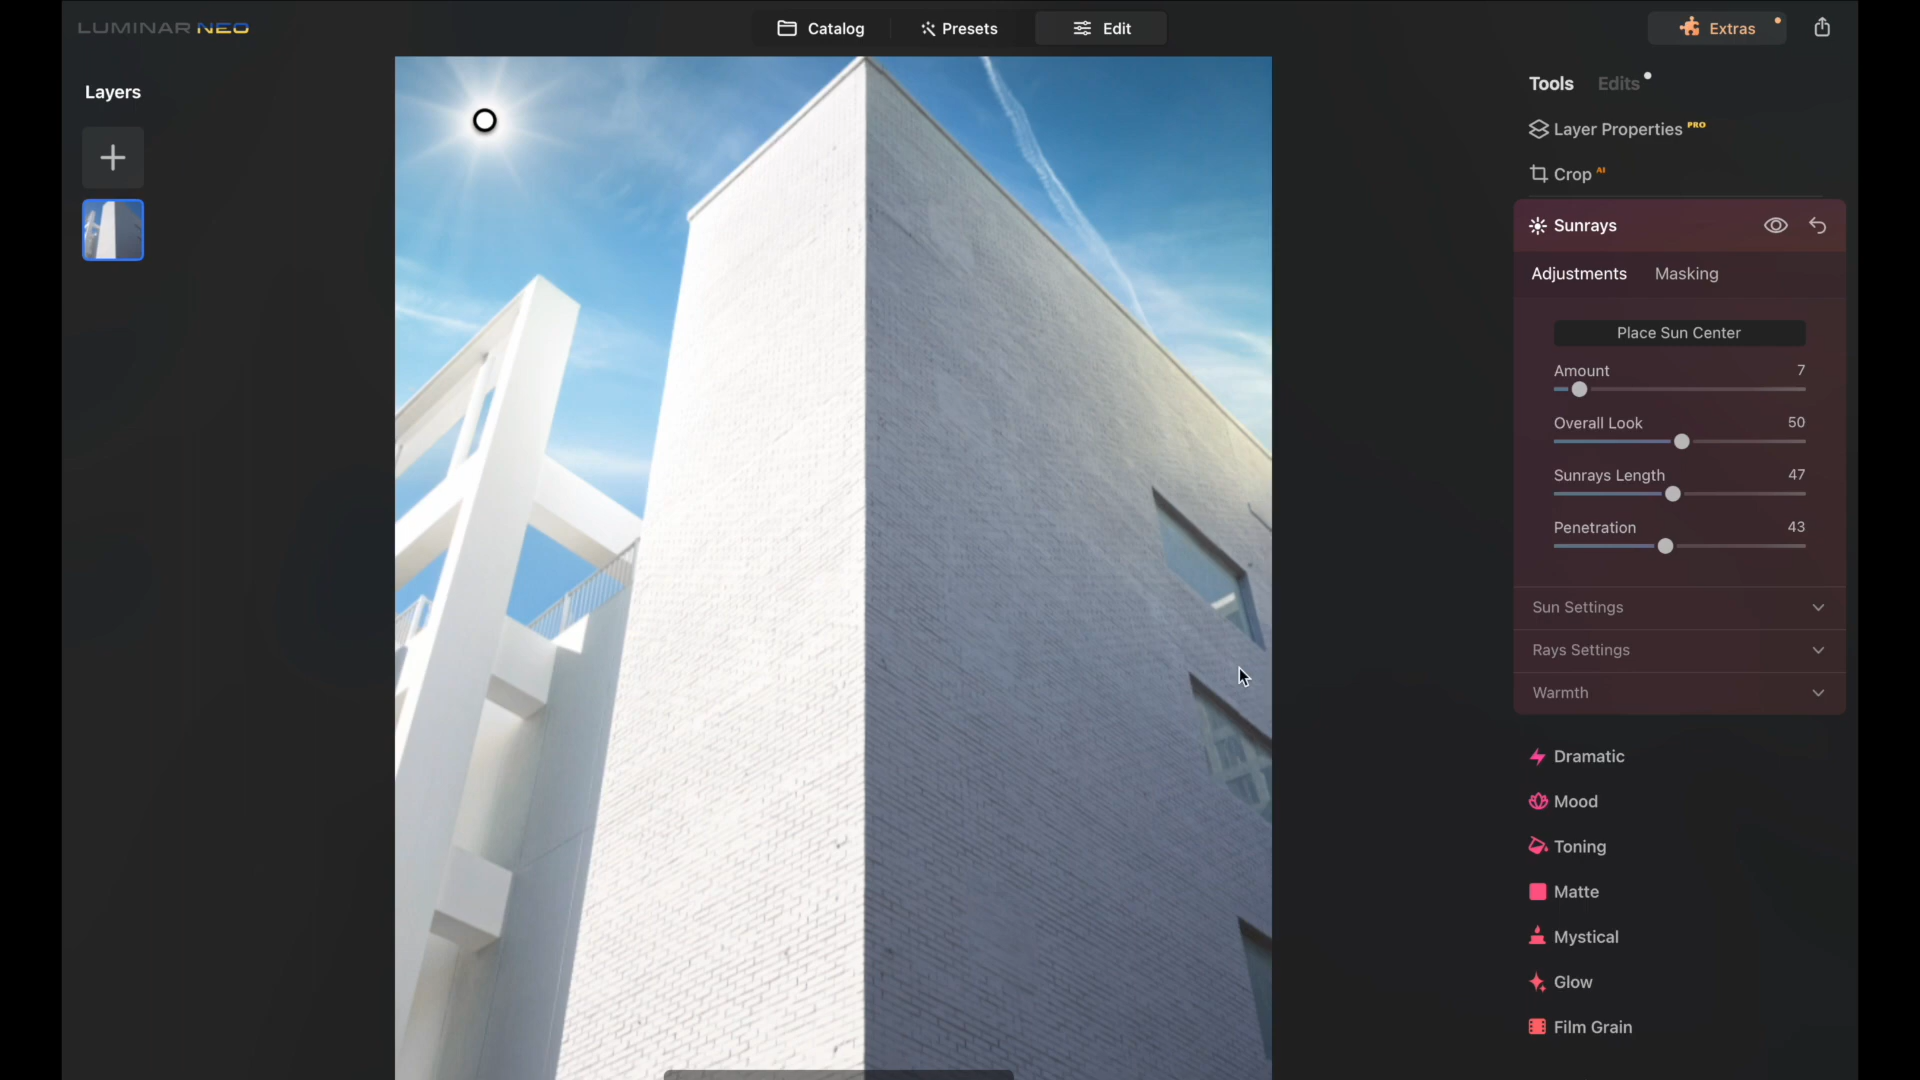 LUMINAR NEO
Catalog
Presets
Edit
Extras
Layers
Tools
Edits
Layer Properties PRO
Crop AI
Sunrays
Adjustments
Masking
Place Sun Center
Amount 7
Overall Look 50
Sunrays Length 47
Penetration 43
Sun Settings
Rays Settings
Warmth
Dramatic
Mood
Toning
Matte
Mystical
Glow
Film Grain